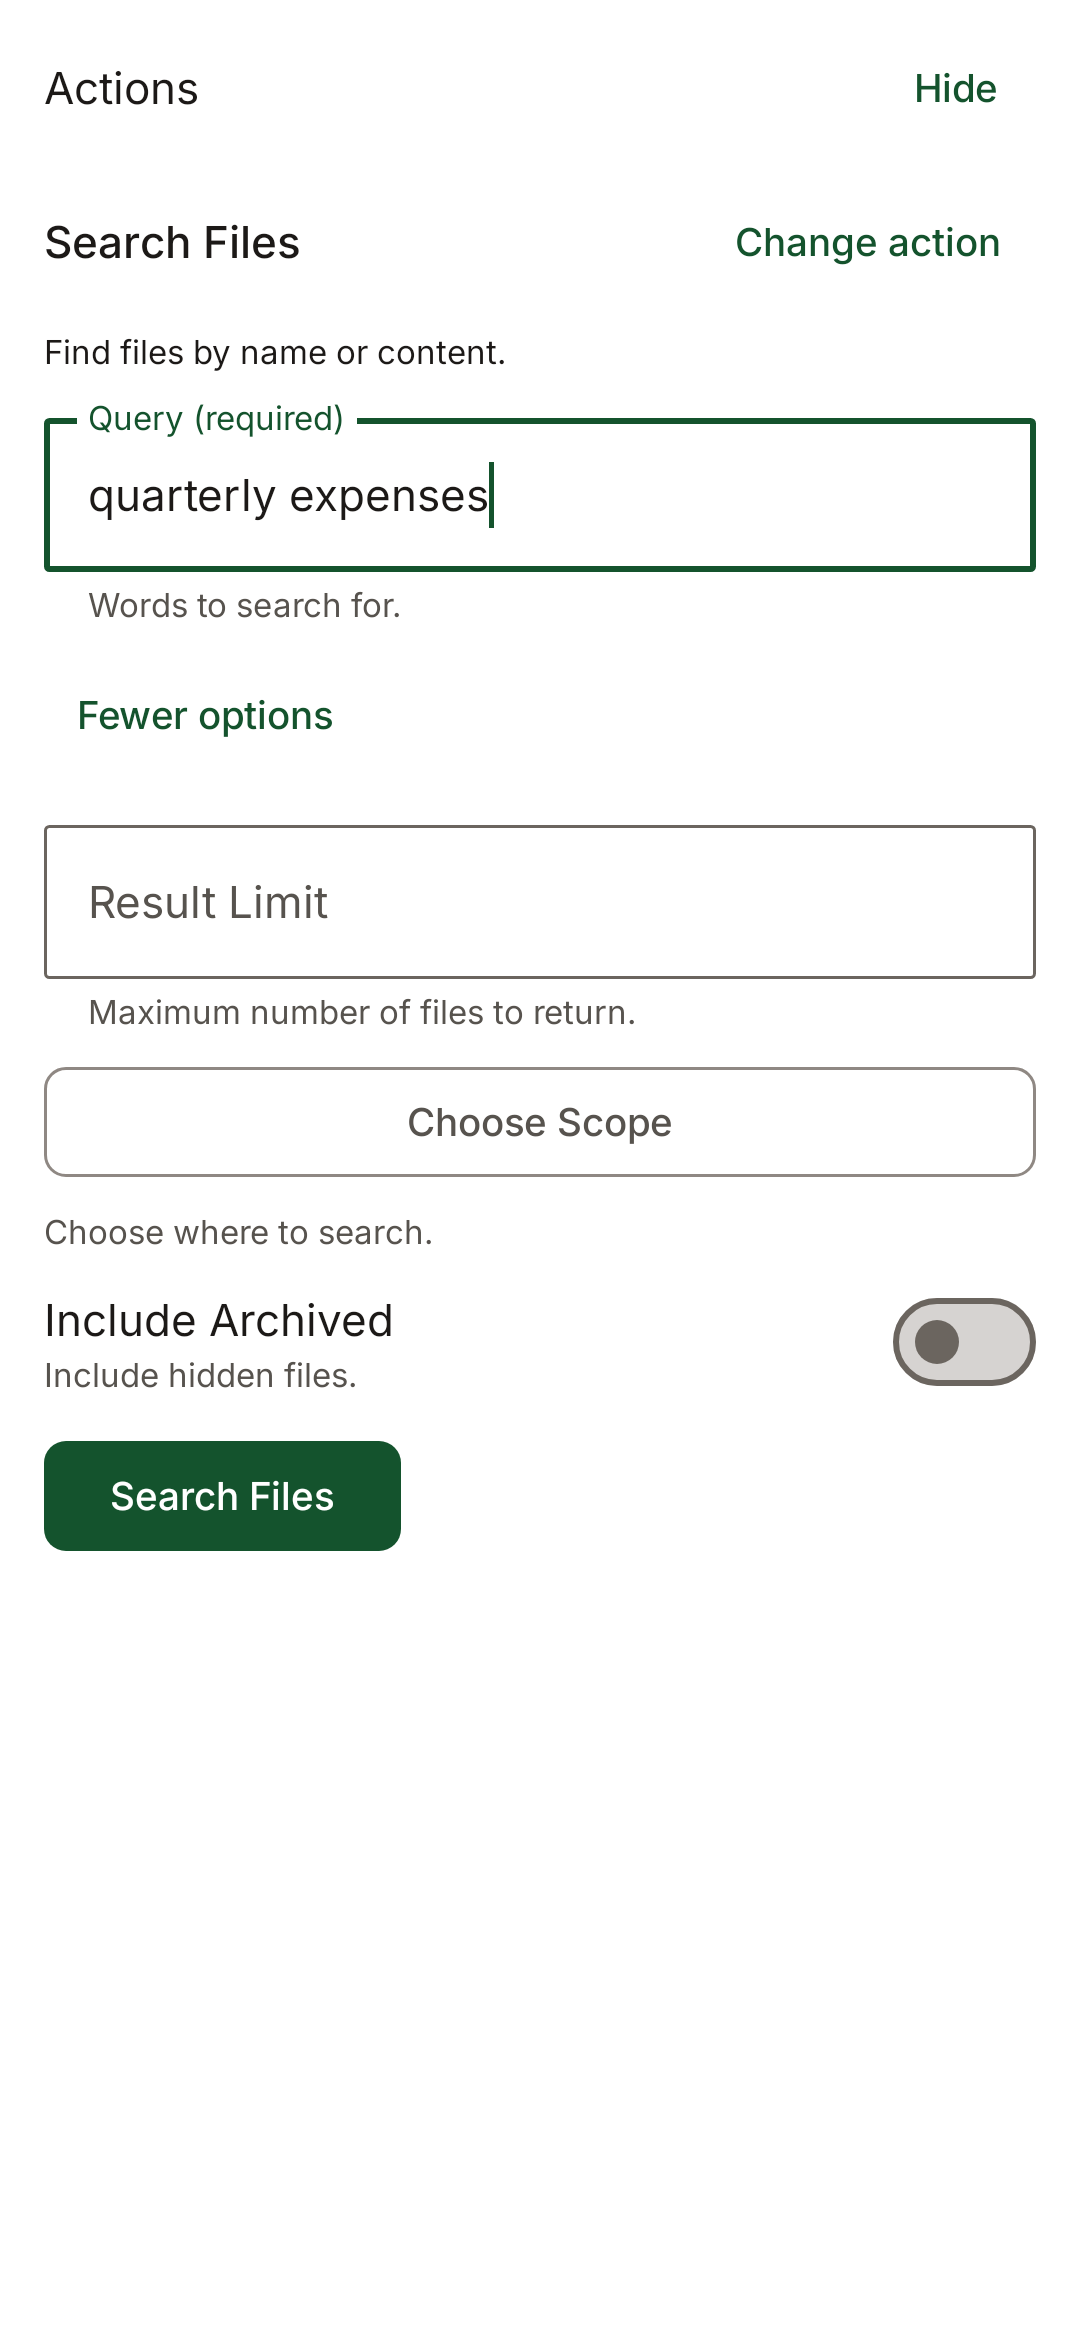 Actions
Hide
Search Files
Change action
Find files by name or content.
Query (required)
quarterly expenses
Words to search for.
Fewer options
Result Limit
Maximum number of files to return.
Choose Scope
Choose where to search.
Include Archived
Include hidden files.
Search Files